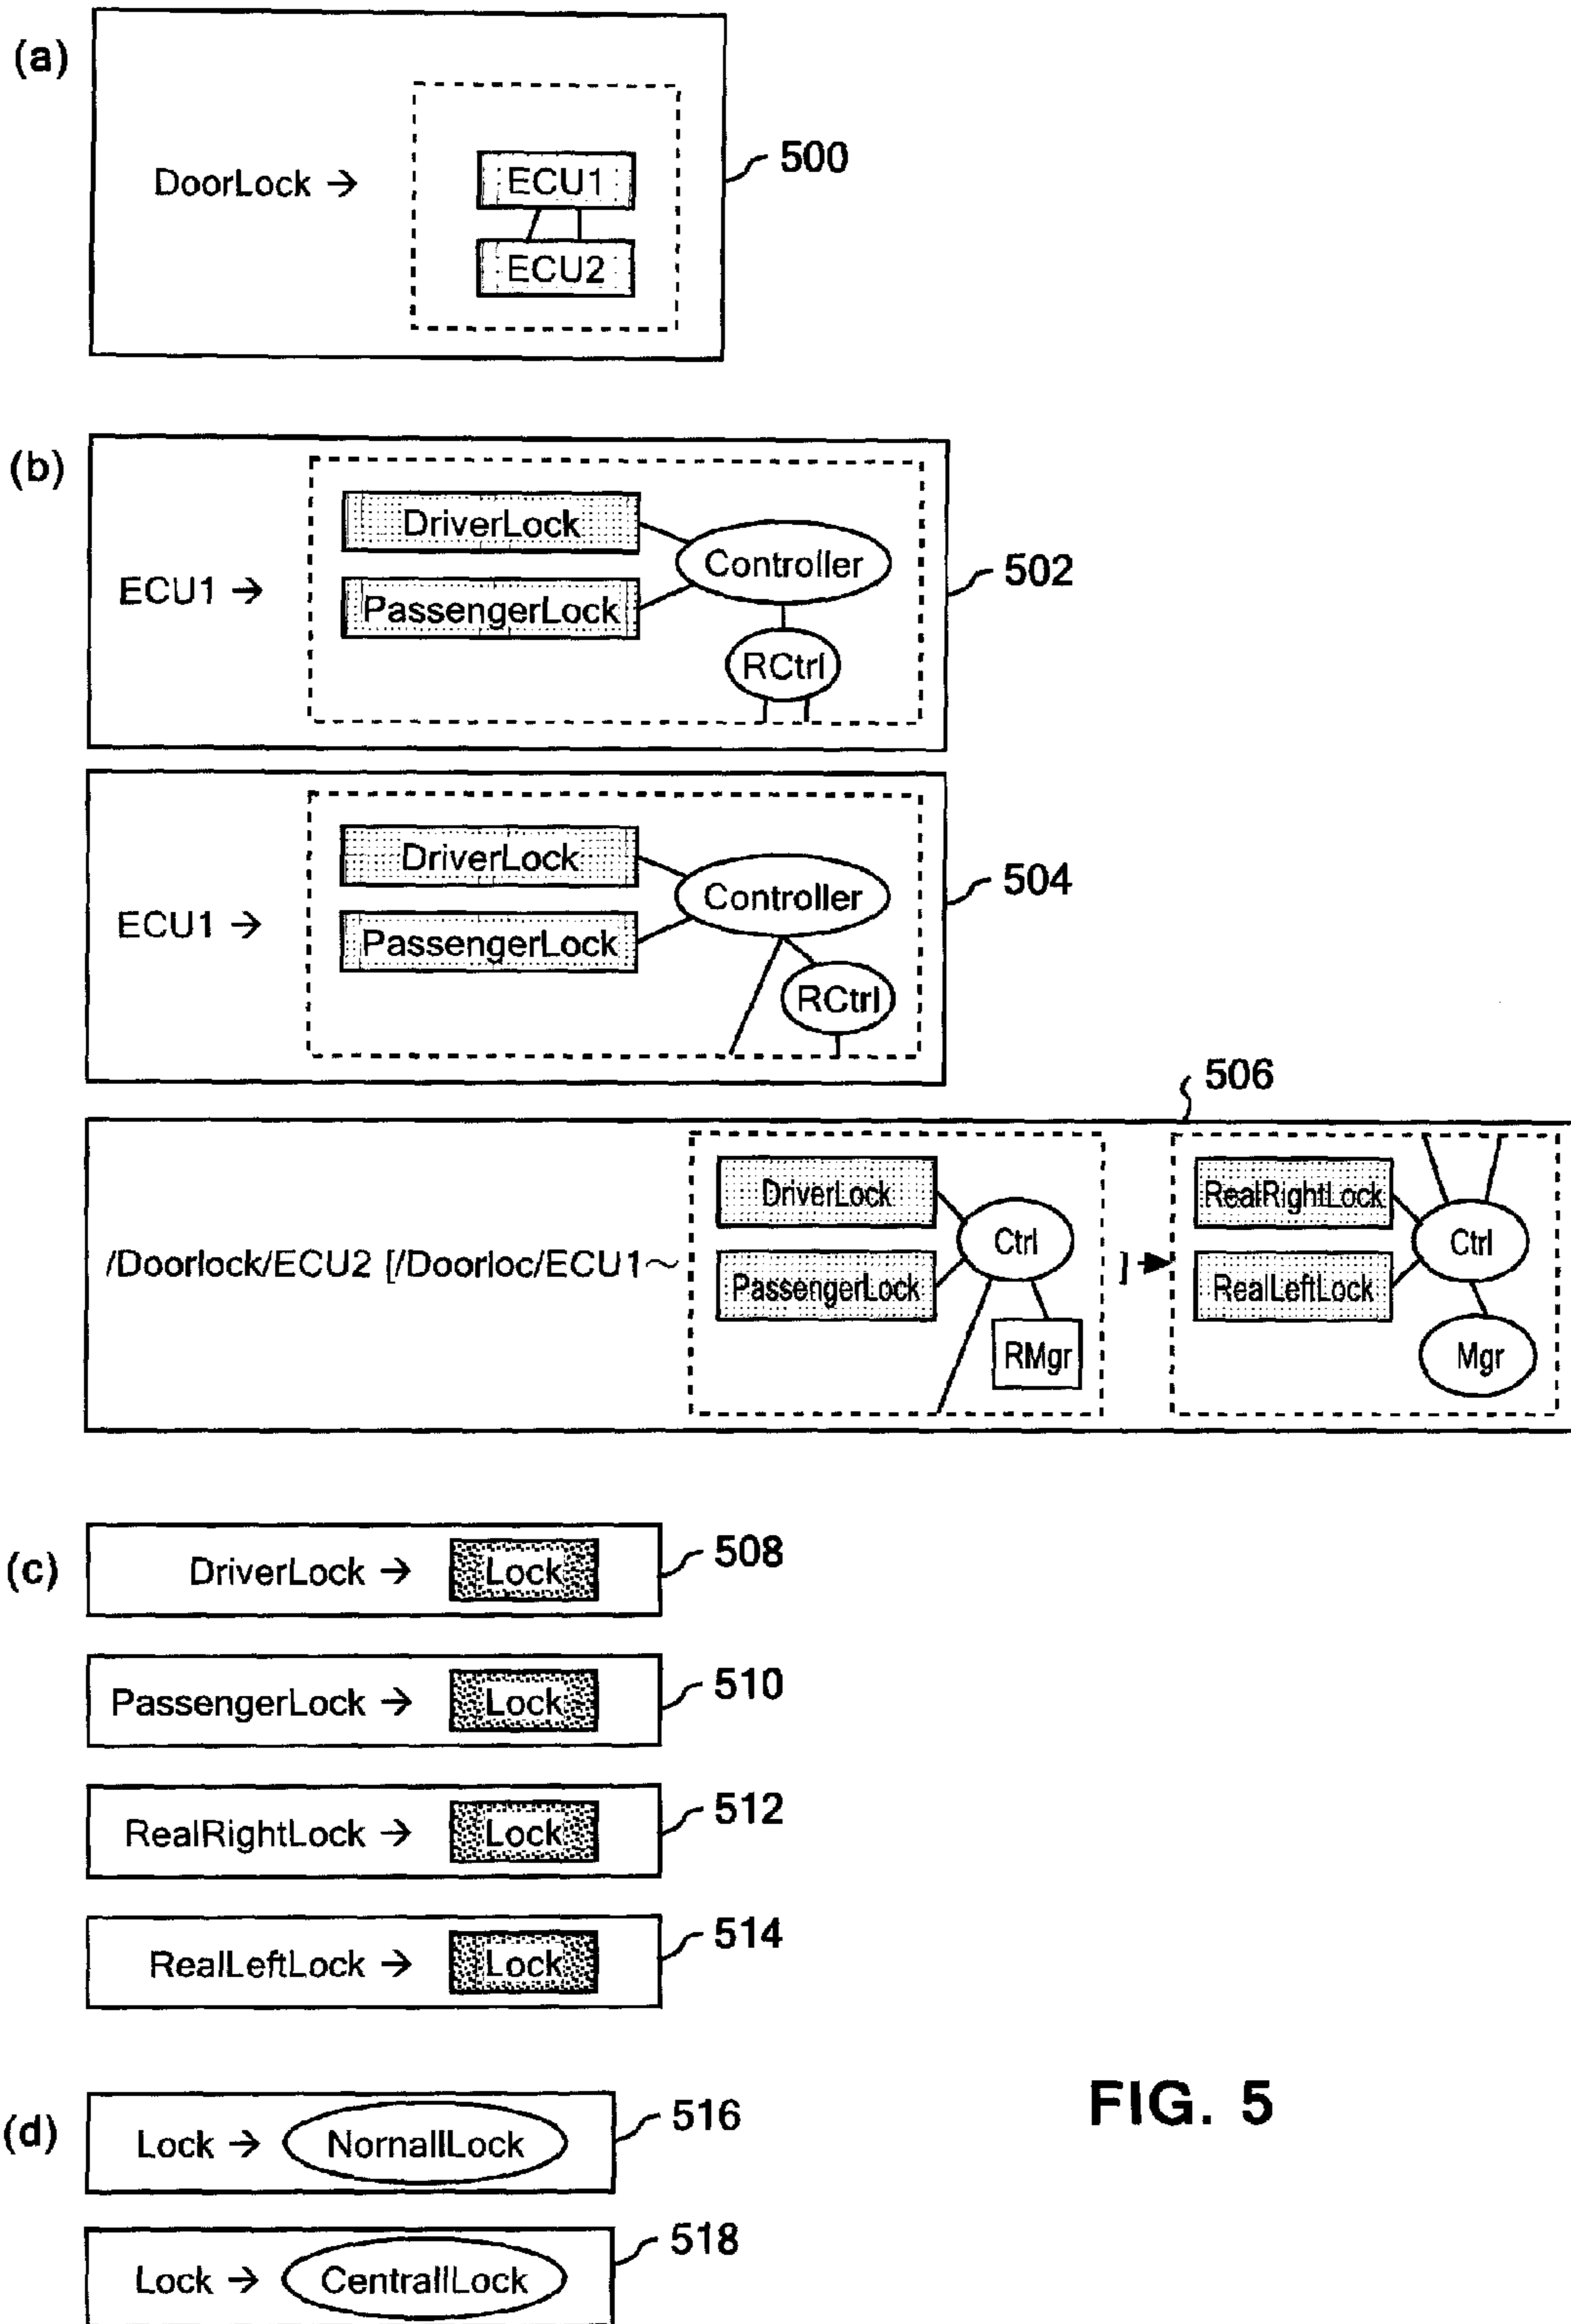 (a)
DoorLock →
ECU1
ECU2
500
(b)
ECU1 →
DriverLock
PassengerLock
Controller
RCtrl
502
ECU1 →
DriverLock
PassengerLock
Controller
RCtrl
504
506
/Doorlock/ECU2 [/Doorloc/ECU1~
DriverLock
PassengerLock
Ctrl
RMgr
] →
RealRightLock
RealLeftLock
Ctrl
Mgr
(c)
DriverLock → Lock
508
PassengerLock → Lock
510
RealRightLock → Lock
512
RealLeftLock → Lock
514
(d)
Lock → NornallLock
516
Lock → CentrallLock
518
FIG. 5